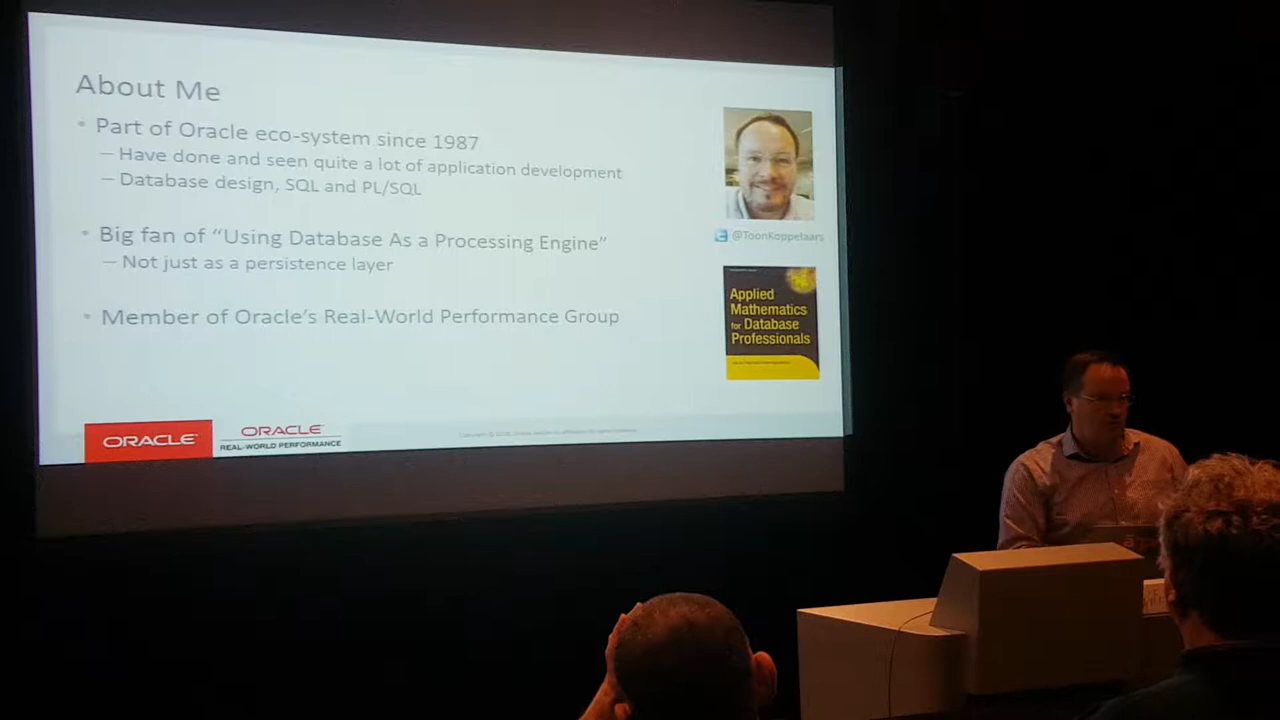 About Me
• Part of Oracle eco-system since 1987
– Have done and seen quite a lot of application development
– Database design, SQL and PL/SQL
• Big fan of “Using Database As a Processing Engine”
– Not just as a persistence layer
• Member of Oracle’s Real-World Performance Group
@ToonKoppelaars
Applied
Mathematics
for Database
Professionals
ORACLE
ORACLE
REAL-WORLD PERFORMANCE